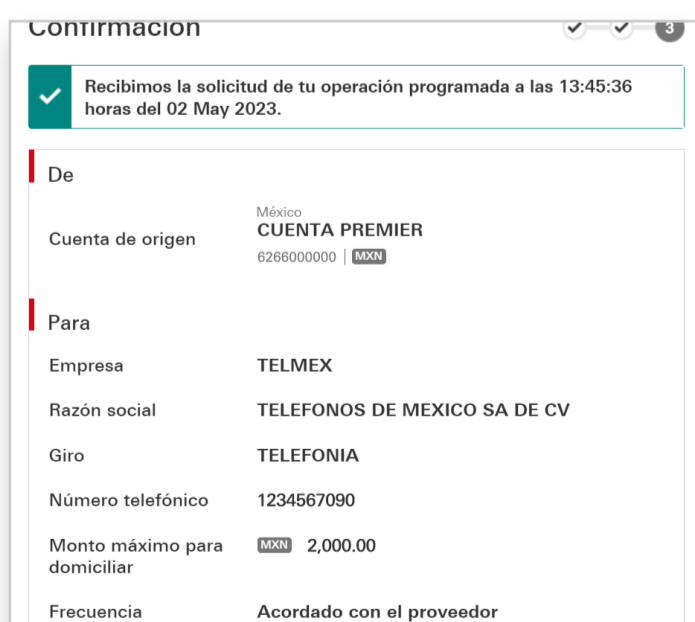 Confirmación
3
Recibimos la solicitud de tu operación programada a las 13:45:36
horas del 02 May 2023.
De
México
Cuenta de origen CUENTA PREMIER
6266000000 | MXN
Para
Empresa TELMEX
Razón social TELEFONOS DE MEXICO SA DE CV
Giro TELEFONIA
Número telefónico 1234567090
Monto máximo para MXN 2,000.00
domiciliar
Frecuencia Acordado con el proveedor